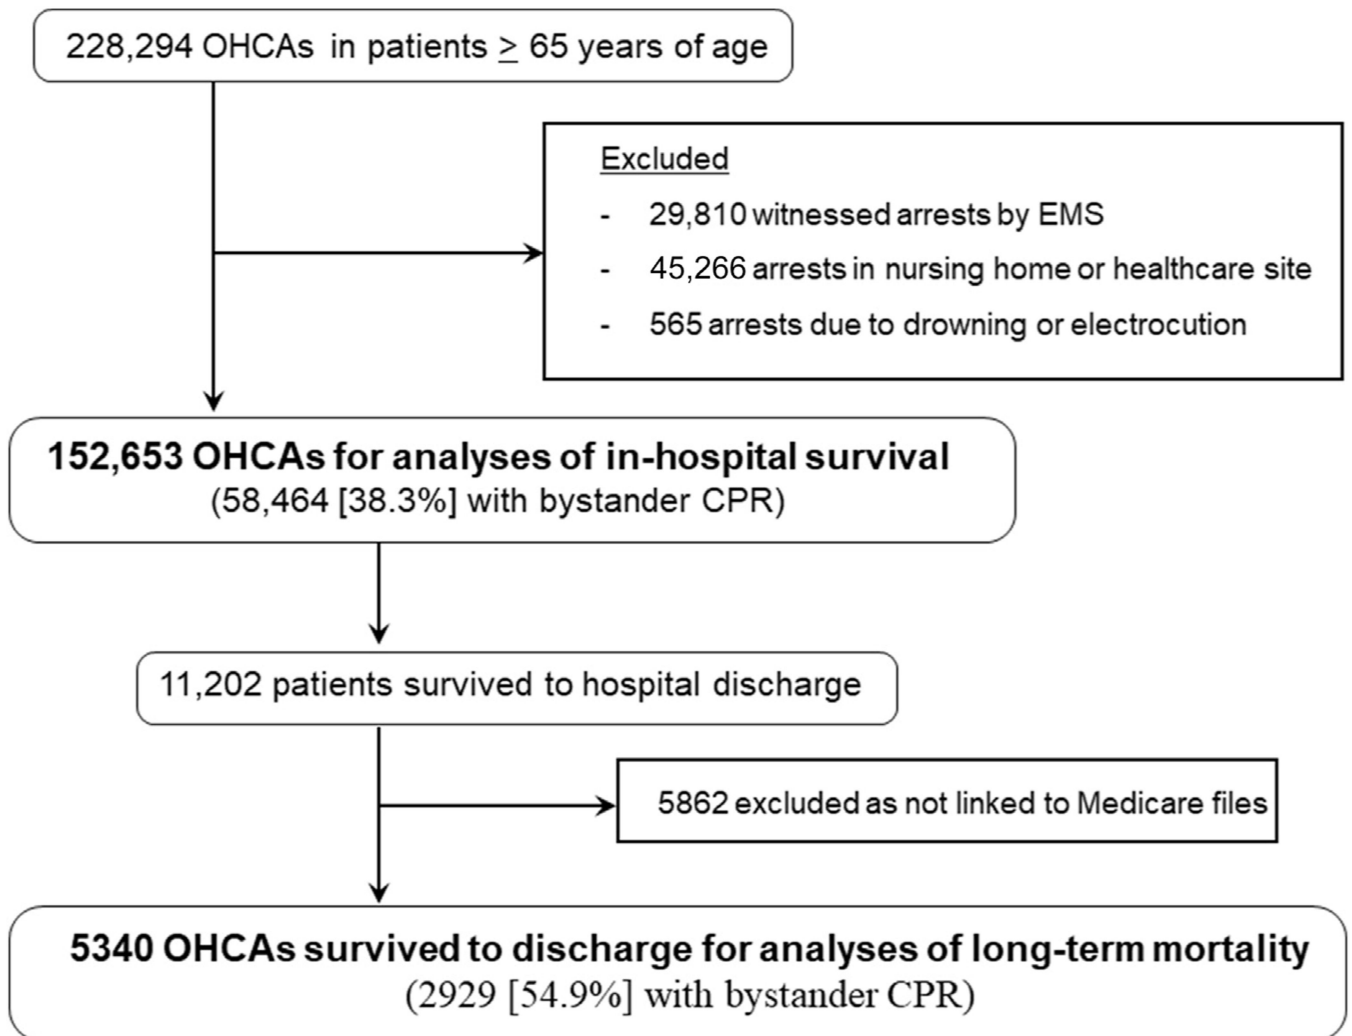 228,294 OHCAs in patients ≥ 65 years of age
Excluded
- 29,810 witnessed arrests by EMS
- 45,266 arrests in nursing home or healthcare site
- 565 arrests due to drowning or electrocution
152,653 OHCAs for analyses of in-hospital survival
(58,464 [38.3%] with bystander CPR)
11,202 patients survived to hospital discharge
5862 excluded as not linked to Medicare files
5340 OHCAs survived to discharge for analyses of long-term mortality
(2929 [54.9%] with bystander CPR)